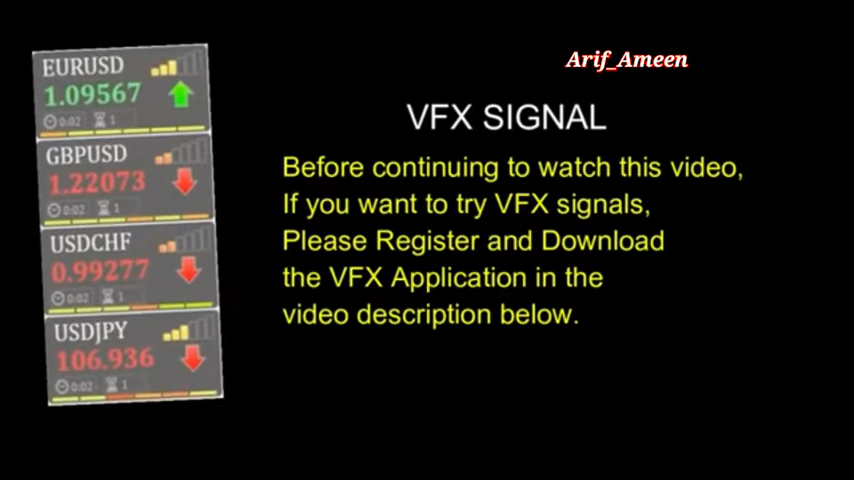 Arif_Ameen
EURUSD
1.09567
0:02 1
GBPUSD
1.22073
0:02 1
USDCHF
0.99277
0:02 1
USDJPY
106.936
0:02 1
VFX SIGNAL
Before continuing to watch this video,
If you want to try VFX signals,
Please Register and Download
the VFX Application in the
video description below.